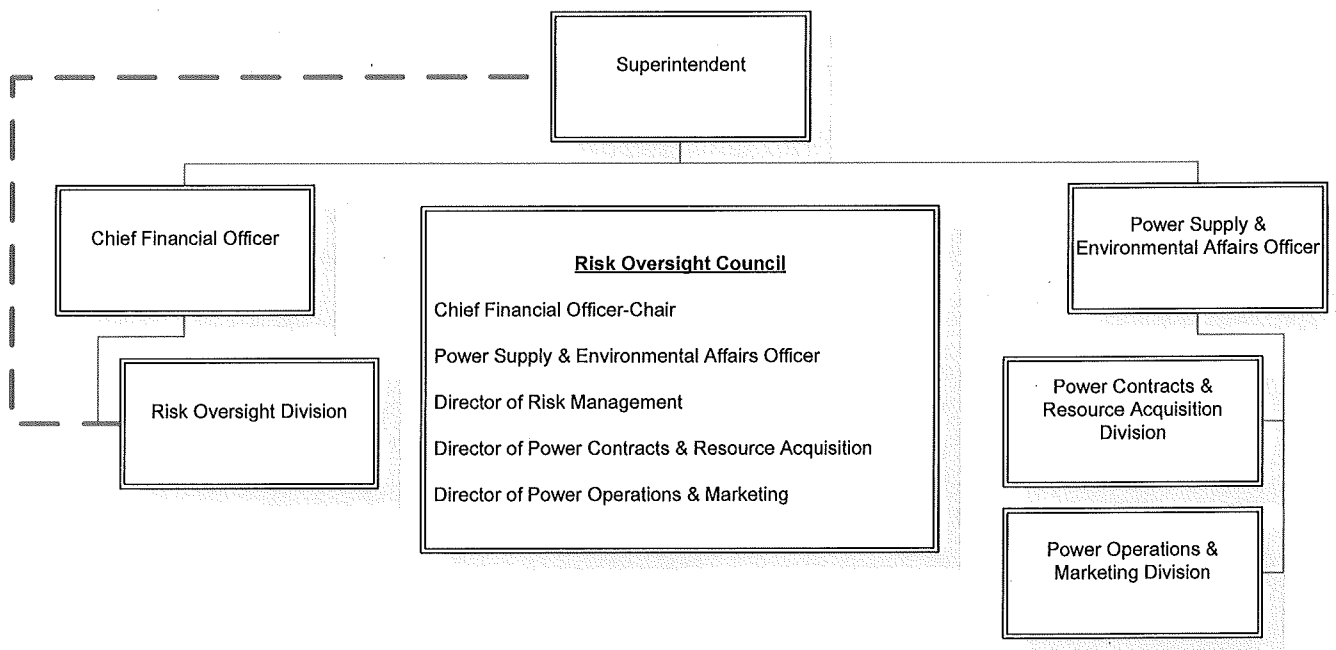 Superintendent
Chief Financial Officer
Power Supply &
Environmental Affairs Officer
Risk Oversight Council
Chief Financial Officer-Chair
Power Supply & Environmental Affairs Officer
Director of Risk Management
Director of Power Contracts & Resource Acquisition
Director of Power Operations & Marketing
Risk Oversight Division
Power Contracts &
Resource Acquisition
Division
Power Operations &
Marketing Division